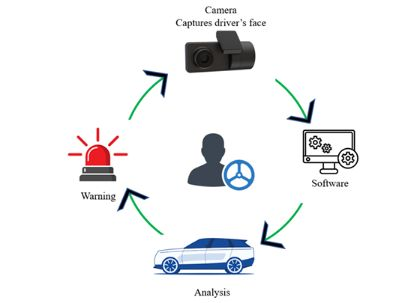 Camera
Captures driver's face
Software
Warning
Analysis